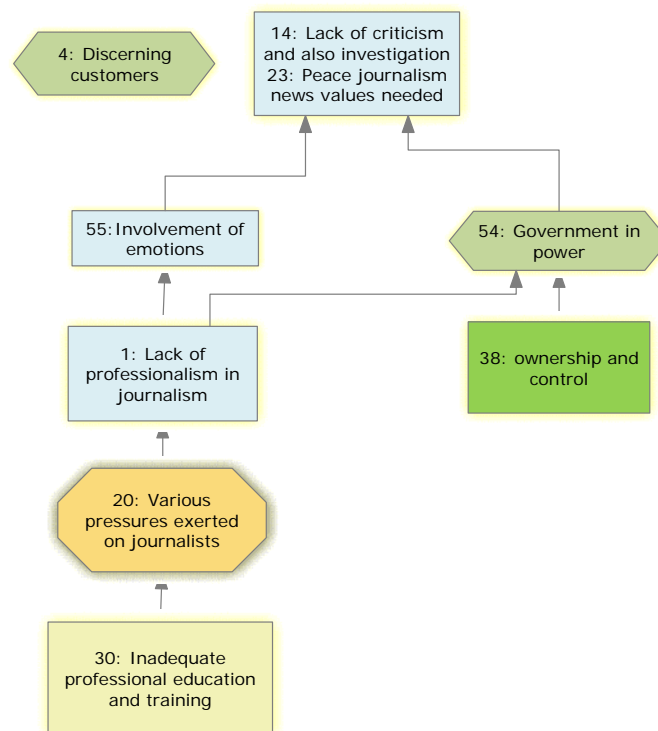 4: Discerning
customers
14: Lack of criticism
and also investigation
23: Peace journalism
news values needed
55:Involvement of
emotions
54: Government in
power
1: Lack of
professionalism in
journalism
38: ownership and
control
20: Various
pressures exerted
on journalists
30: Inadequate
professional education
and training